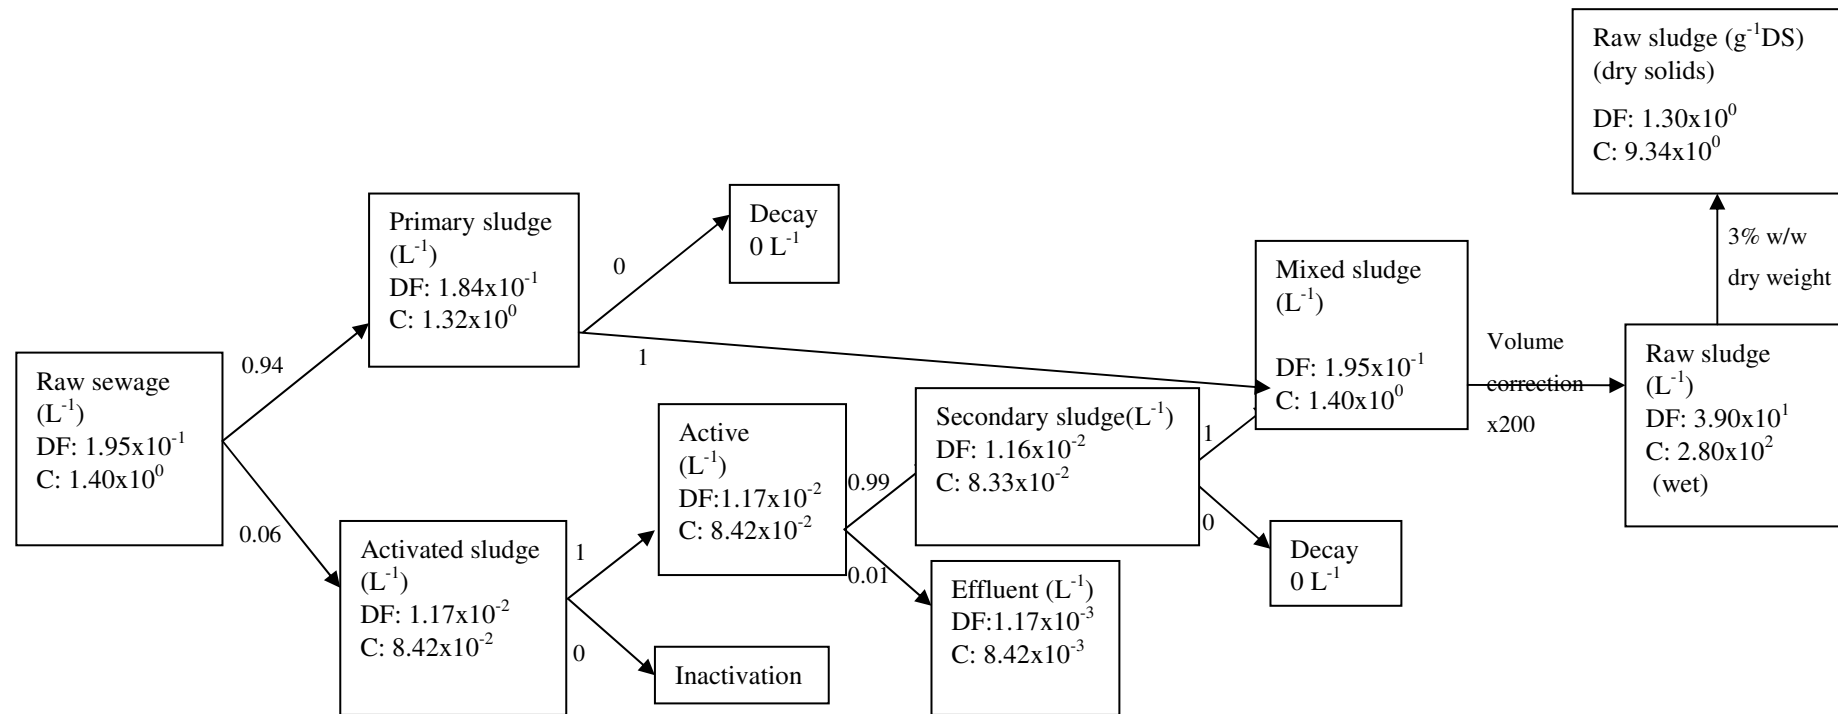 Raw sewage
(L⁻¹)
DF: 1.95x10⁻¹
C: 1.40x10⁰
0.94
0.06
Primary sludge
(L⁻¹)
DF: 1.84x10⁻¹
C: 1.32x10⁰
0
1
Decay
0 L⁻¹
Activated sludge
(L⁻¹)
DF: 1.17x10⁻²
C: 8.42x10⁻²
1
0
Inactivation
Active
(L⁻¹)
DF:1.17x10⁻²
C: 8.42x10⁻²
0.99
0.01
Secondary sludge(L⁻¹)
DF: 1.16x10⁻²
C: 8.33x10⁻²
1
0
Effluent (L⁻¹)
DF:1.17x10⁻³
C: 8.42x10⁻³
Decay
0 L⁻¹
Mixed sludge
(L⁻¹)
DF: 1.95x10⁻¹
C: 1.40x10⁰
Volume
correction
x200
Raw sludge
(L⁻¹)
DF: 3.90x10¹
C: 2.80x10²
(wet)
3% w/w
dry weight
Raw sludge (g⁻¹DS)
(dry solids)
DF: 1.30x10⁰
C: 9.34x10⁰